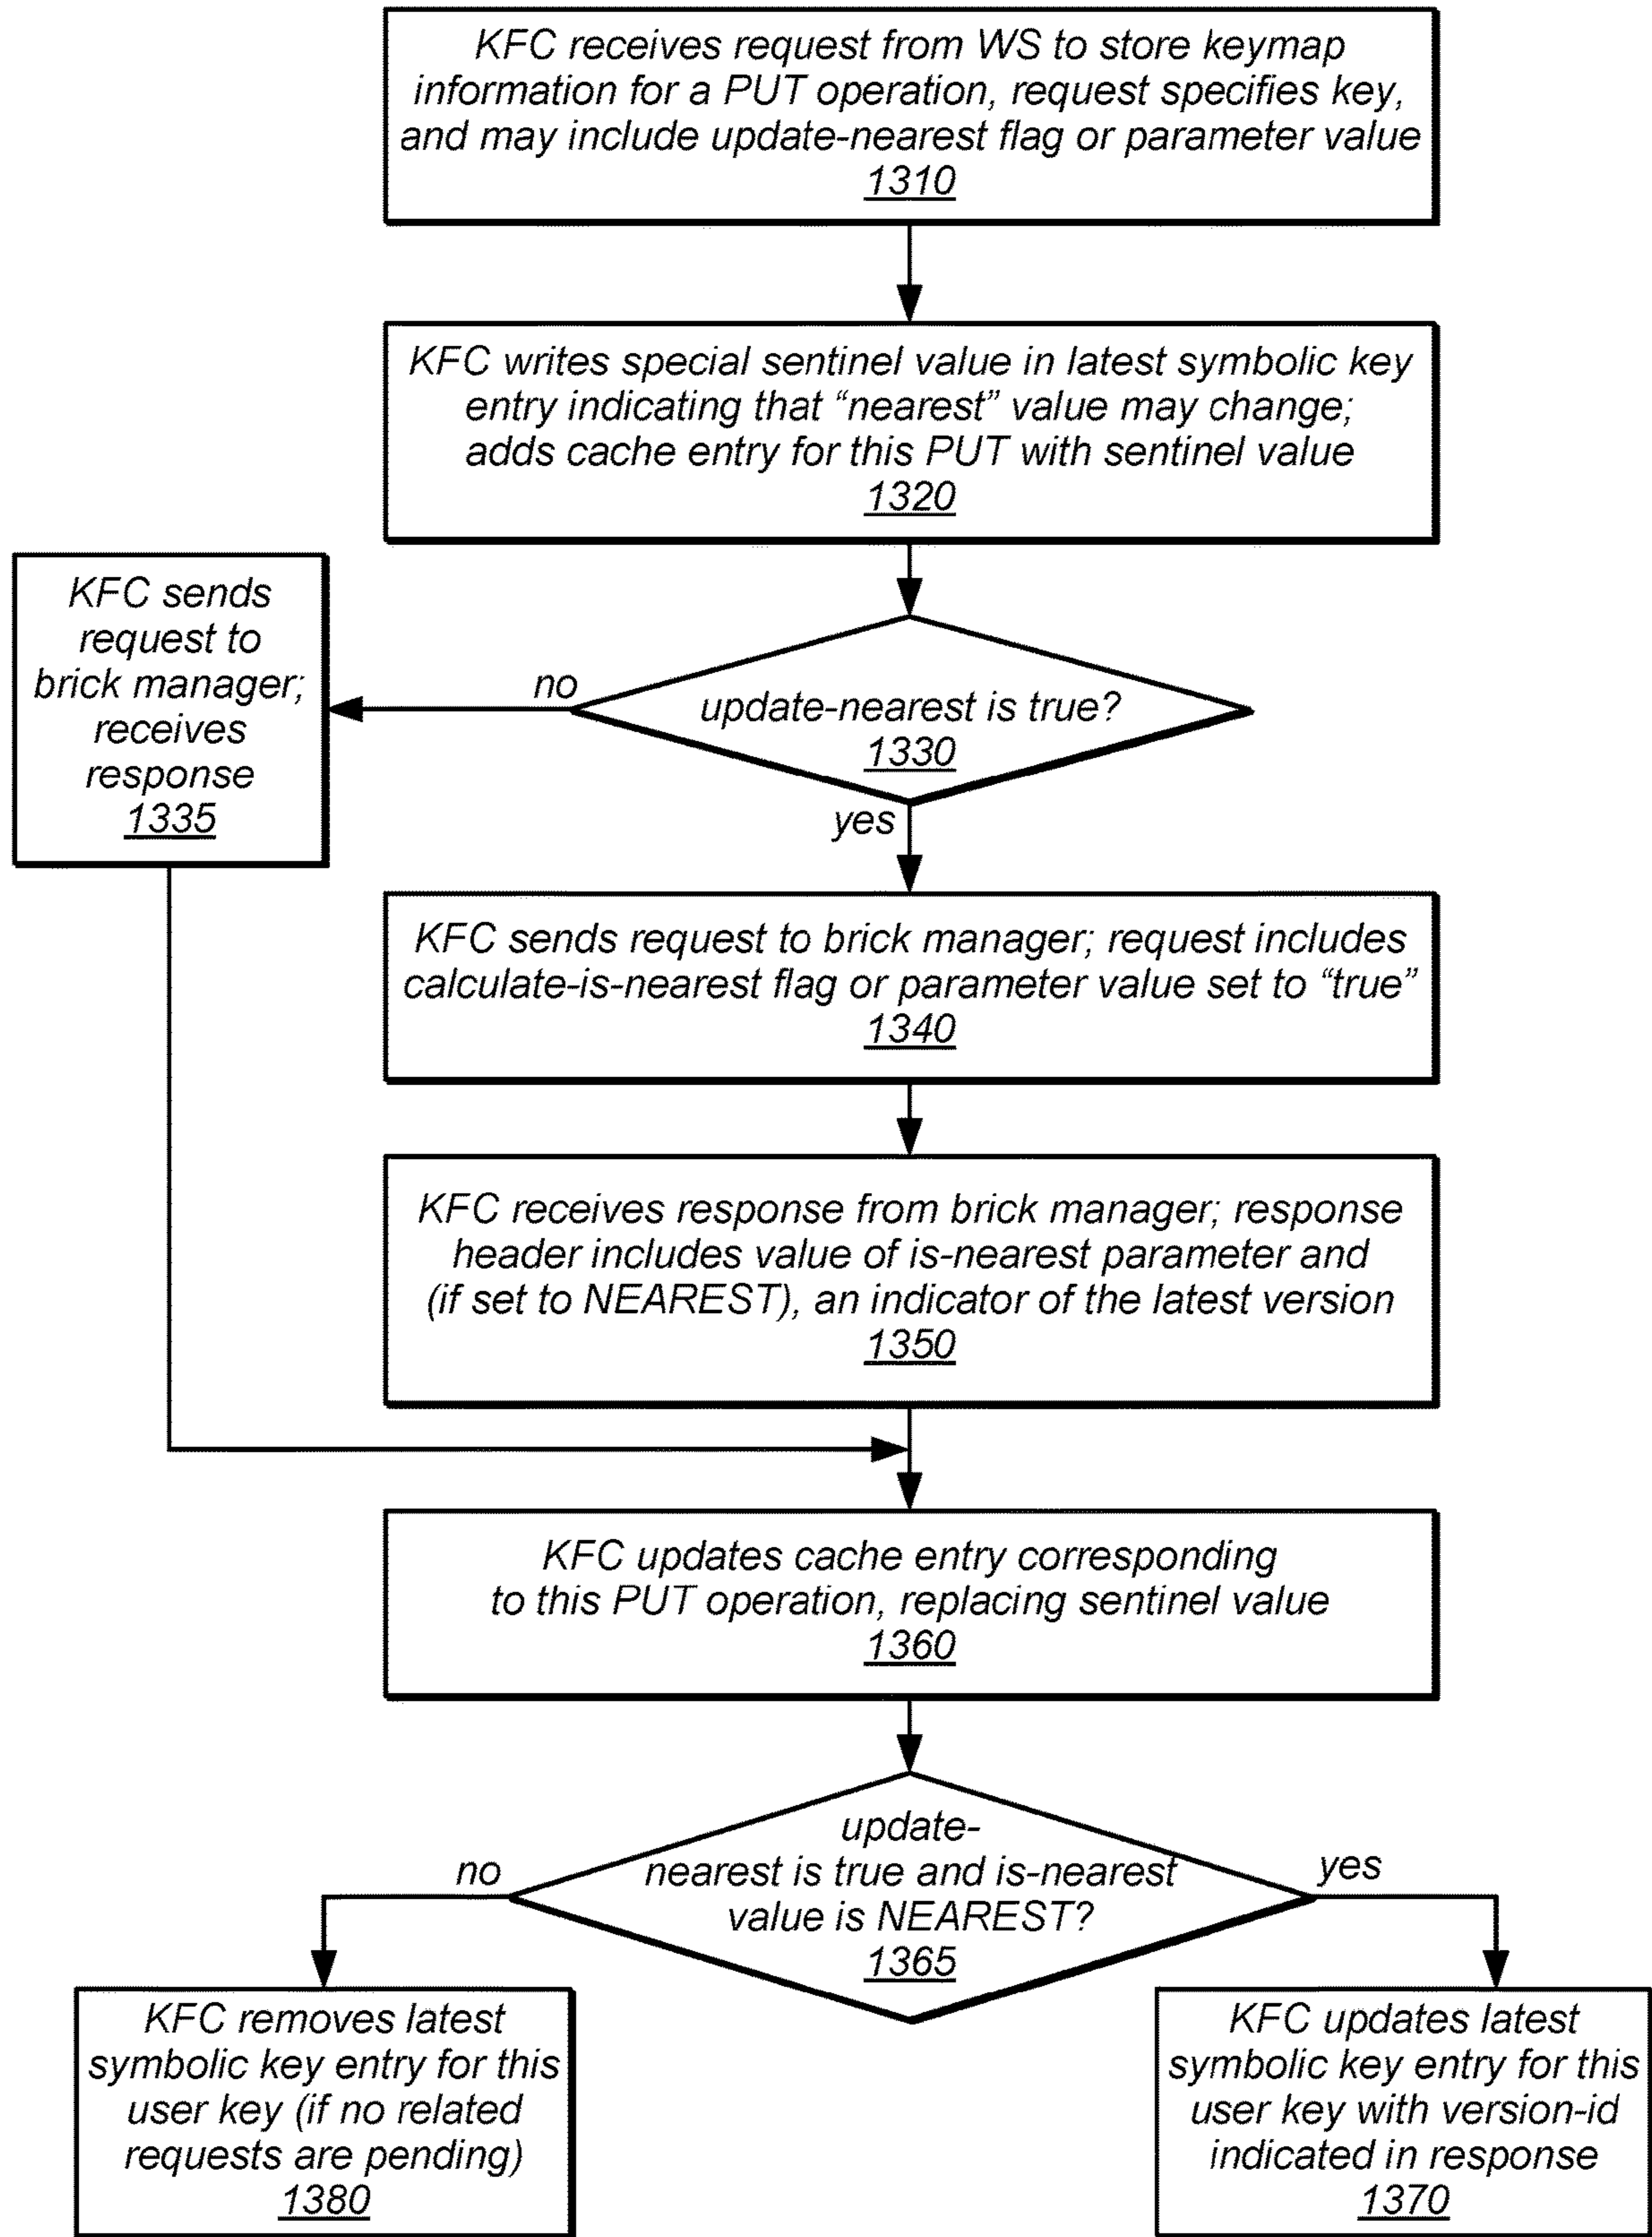 KFC receives request from WS to store keymap
information for a PUT operation, request specifies key,
and may include update-nearest flag or parameter value
1310
KFC writes special sentinel value in latest symbolic key
entry indicating that “nearest” value may change;
adds cache entry for this PUT with sentinel value
1320
KFC sends
request to
brick manager;
receives
response
1335
no
update-nearest is true?
1330
yes
KFC sends request to brick manager; request includes
calculate-is-nearest flag or parameter value set to “true”
1340
KFC receives response from brick manager; response
header includes value of is-nearest parameter and
(if set to NEAREST), an indicator of the latest version
1350
KFC updates cache entry corresponding
to this PUT operation, replacing sentinel value
1360
no
update-
nearest is true and is-nearest
value is NEAREST?
1365
yes
KFC removes latest
symbolic key entry for this
user key (if no related
requests are pending)
1380
KFC updates latest
symbolic key entry for this
user key with version-id
indicated in response
1370